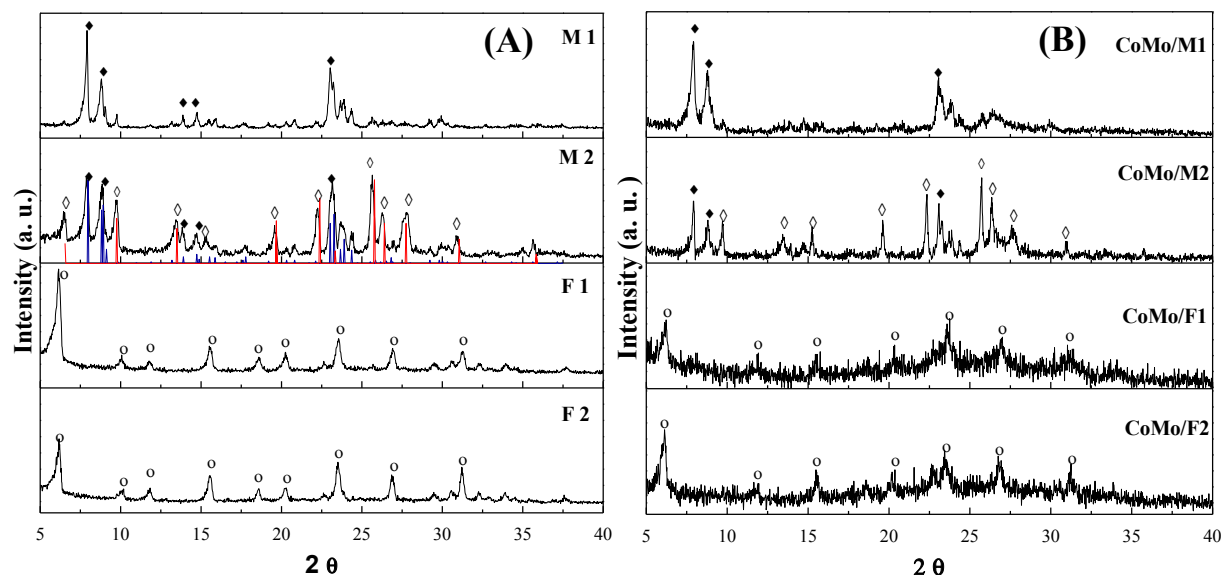 (A)
M 1
M 2
F 1
F 2
Intensity (a. u.)
5 10 15 20 25 30 35 40
2 θ
(B)
CoMo/M1
CoMo/M2
CoMo/F1
CoMo/F2
Intensity (a. u. )
5 10 15 20 25 30 35 40
2 θ